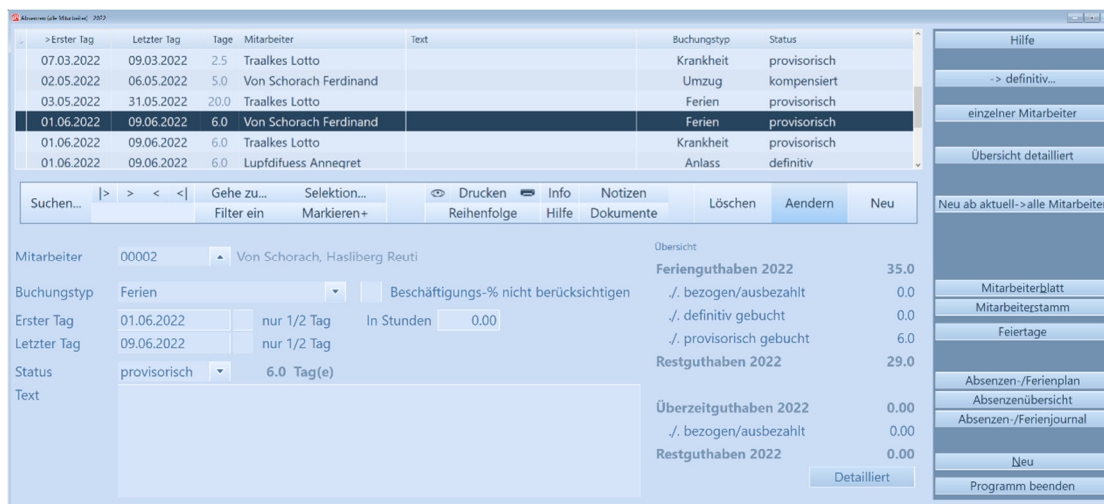 Absenzen (alle Mitarbeiter) 2022
>Erster Tag Letzter Tag Tage Mitarbeiter Text Buchungstyp Status
07.03.2022 09.03.2022 2.5 Traalkes Lotto Krankheit provisorisch
02.05.2022 06.05.2022 5.0 Von Schorach Ferdinand Umzug kompensiert
03.05.2022 31.05.2022 20.0 Traalkes Lotto Ferien provisorisch
01.06.2022 09.06.2022 6.0 Von Schorach Ferdinand Ferien provisorisch
01.06.2022 09.06.2022 6.0 Traalkes Lotto Krankheit provisorisch
01.06.2022 09.06.2022 6.0 Lupfdifuess Annegret Anlass definitiv
Suchen... |> > < <| Gehe zu... Selektion... Drucken Info Notizen Löschen Aendern Neu
Filter ein Markieren+ Reihenfolge Hilfe Dokumente
Mitarbeiter 00002 Von Schorach, Hasliberg Reuti
Buchungstyp Ferien Beschäftigungs-% nicht berücksichtigen
Erster Tag 01.06.2022 nur 1/2 Tag In Stunden 0.00
Letzter Tag 09.06.2022 nur 1/2 Tag
Status provisorisch 6.0 Tag(e)
Text
Übersicht
Ferienguthaben 2022 35.0
./. bezogen/ausbezahlt 0.0
./. definitiv gebucht 0.0
./. provisorisch gebucht 6.0
Restguthaben 2022 29.0
Überzeitguthaben 2022 0.00
./. bezogen/ausbezahlt 0.00
Restguthaben 2022 0.00
Detailliert
Hilfe
-> definitiv...
einzelner Mitarbeiter
Übersicht detailliert
Neu ab aktuell->alle Mitarbeiter
Mitarbeiterblatt
Mitarbeiterstamm
Feiertage
Absenzen-/Ferienplan
Absenzenübersicht
Absenzen-/Ferienjournal
Neu
Programm beenden